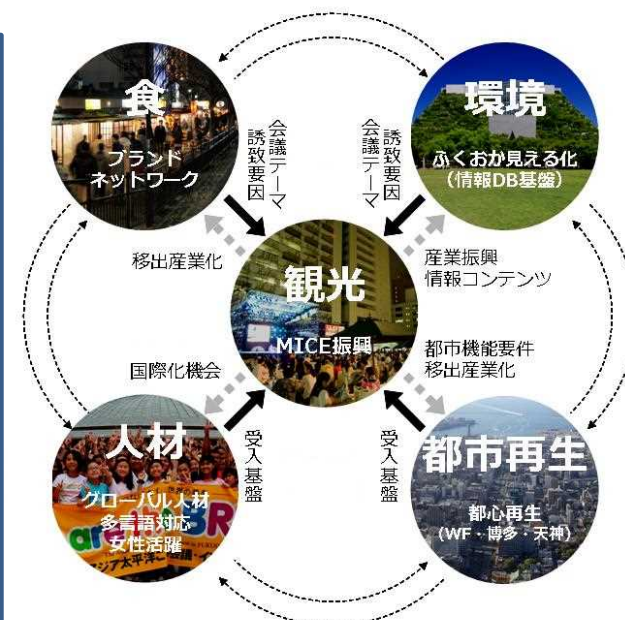 食
ブランド
ネットワーク
環境
ふくおか見える化
（情報DB基盤）
会議テーマ
誘致要因
誘致要因
会議テーマ
移出産業化
産業振興
情報コンテンツ
観光
MICE振興
国際化機会
都市機能要件
移出産業化
受入基盤
受入基盤
人材
グローバル人材
多言語対応
女性活躍
都市再生
都心再生
（WF・博多・天神）